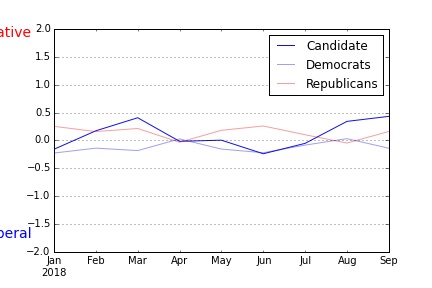 ative
2.0
1.5
1.0
0.5
0.0
−0.5
−1.0
−1.5
−2.0
beral
Candidate
Democrats
Republicans
Jan Feb Mar Apr May Jun Jul Aug Sep
2018